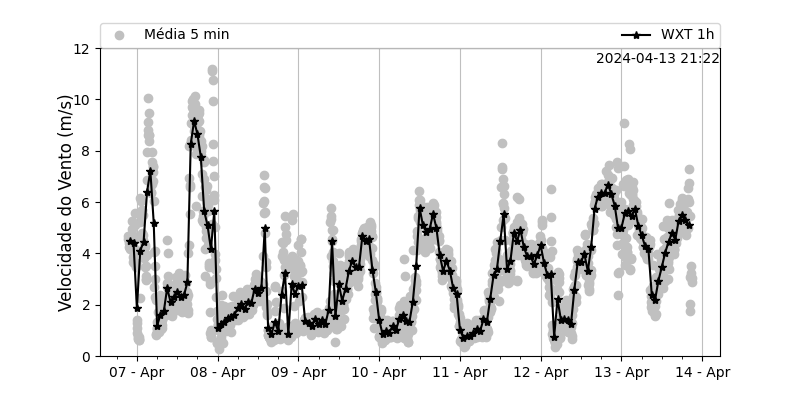 Média 5 min
WXT 1h
2024-04-13 21:22
Velocidade do Vento (m/s)
12
10
8
6
4
2
0
07 - Apr
08 - Apr
09 - Apr
10 - Apr
11 - Apr
12 - Apr
13 - Apr
14 - Apr